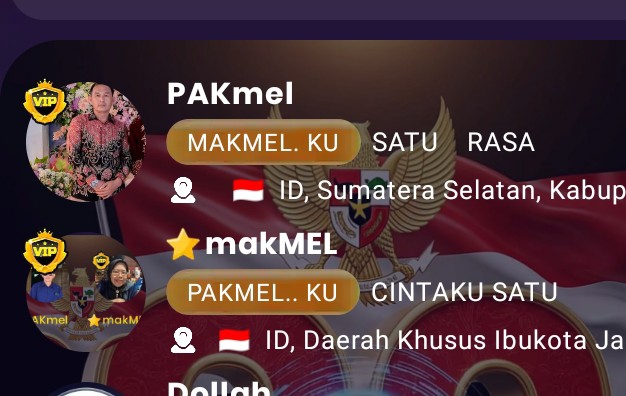 VIP
PAKmel
MAKMEL. KU SATU RASA
ID, Sumatera Selatan, Kabup
VIP
VIP
⭐makMEL
AKmel ⭐makM
PAKMEL.. KU CINTAKU SATU
ID, Daerah Khusus Ibukota Ja
Dollah